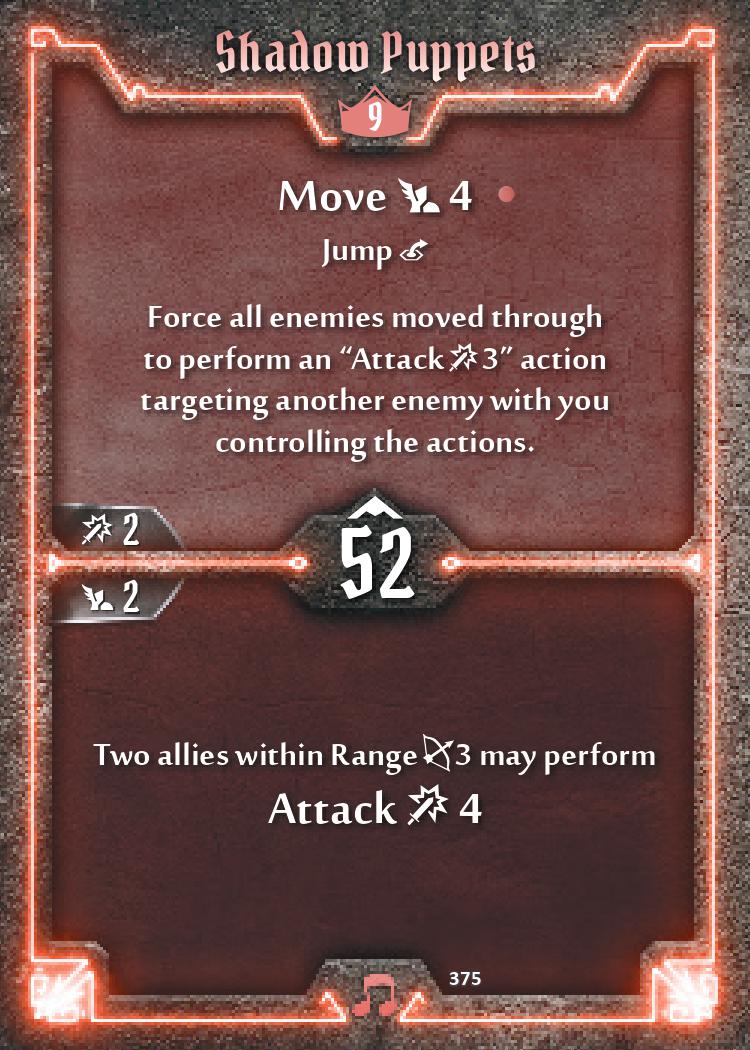 Shadow Puppets
9
Move 4
Jump
Force all enemies moved through
to perform an “Attack 3” action
targeting another enemy with you
controlling the actions.
2
52
2
Two allies within Range 3 may perform
Attack 4
375